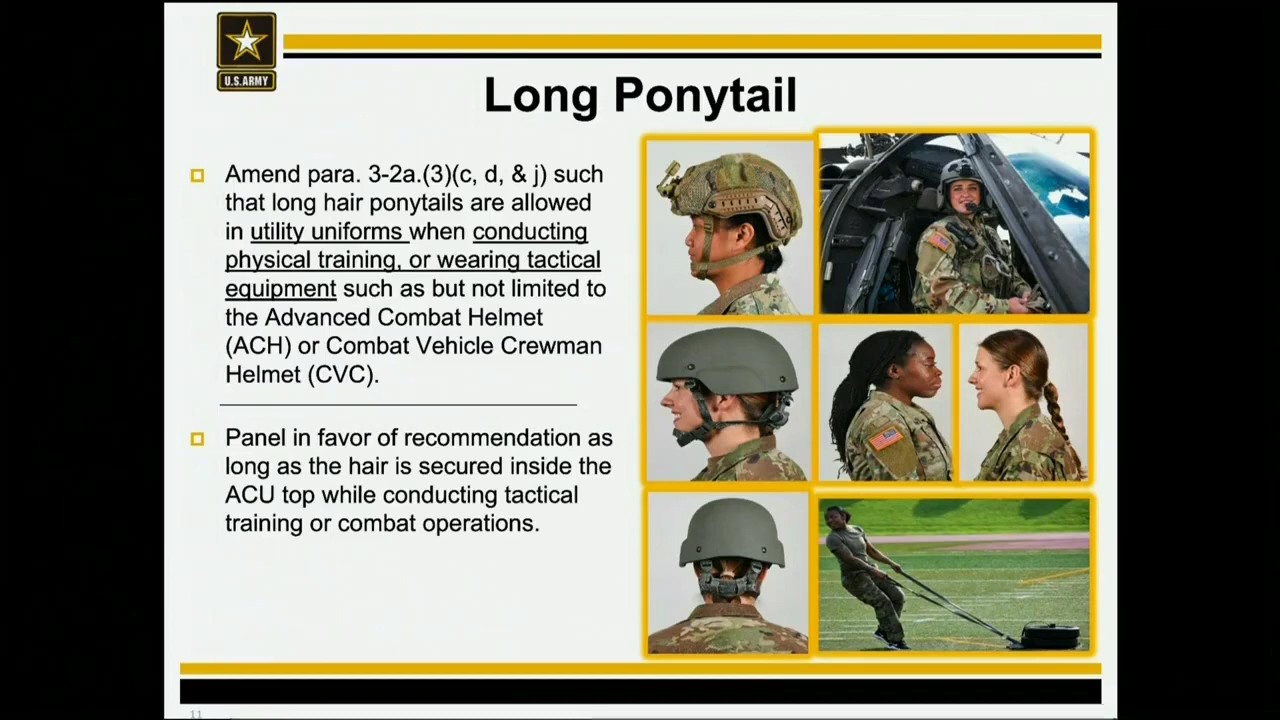 U.S.ARMY
Long Ponytail
Amend para. 3-2a.(3)(c, d, & j) such
that long hair ponytails are allowed
in utility uniforms when conducting
physical training, or wearing tactical
equipment such as but not limited to
the Advanced Combat Helmet
(ACH) or Combat Vehicle Crewman
Helmet (CVC).
Panel in favor of recommendation as
long as the hair is secured inside the
ACU top while conducting tactical
training or combat operations.
11